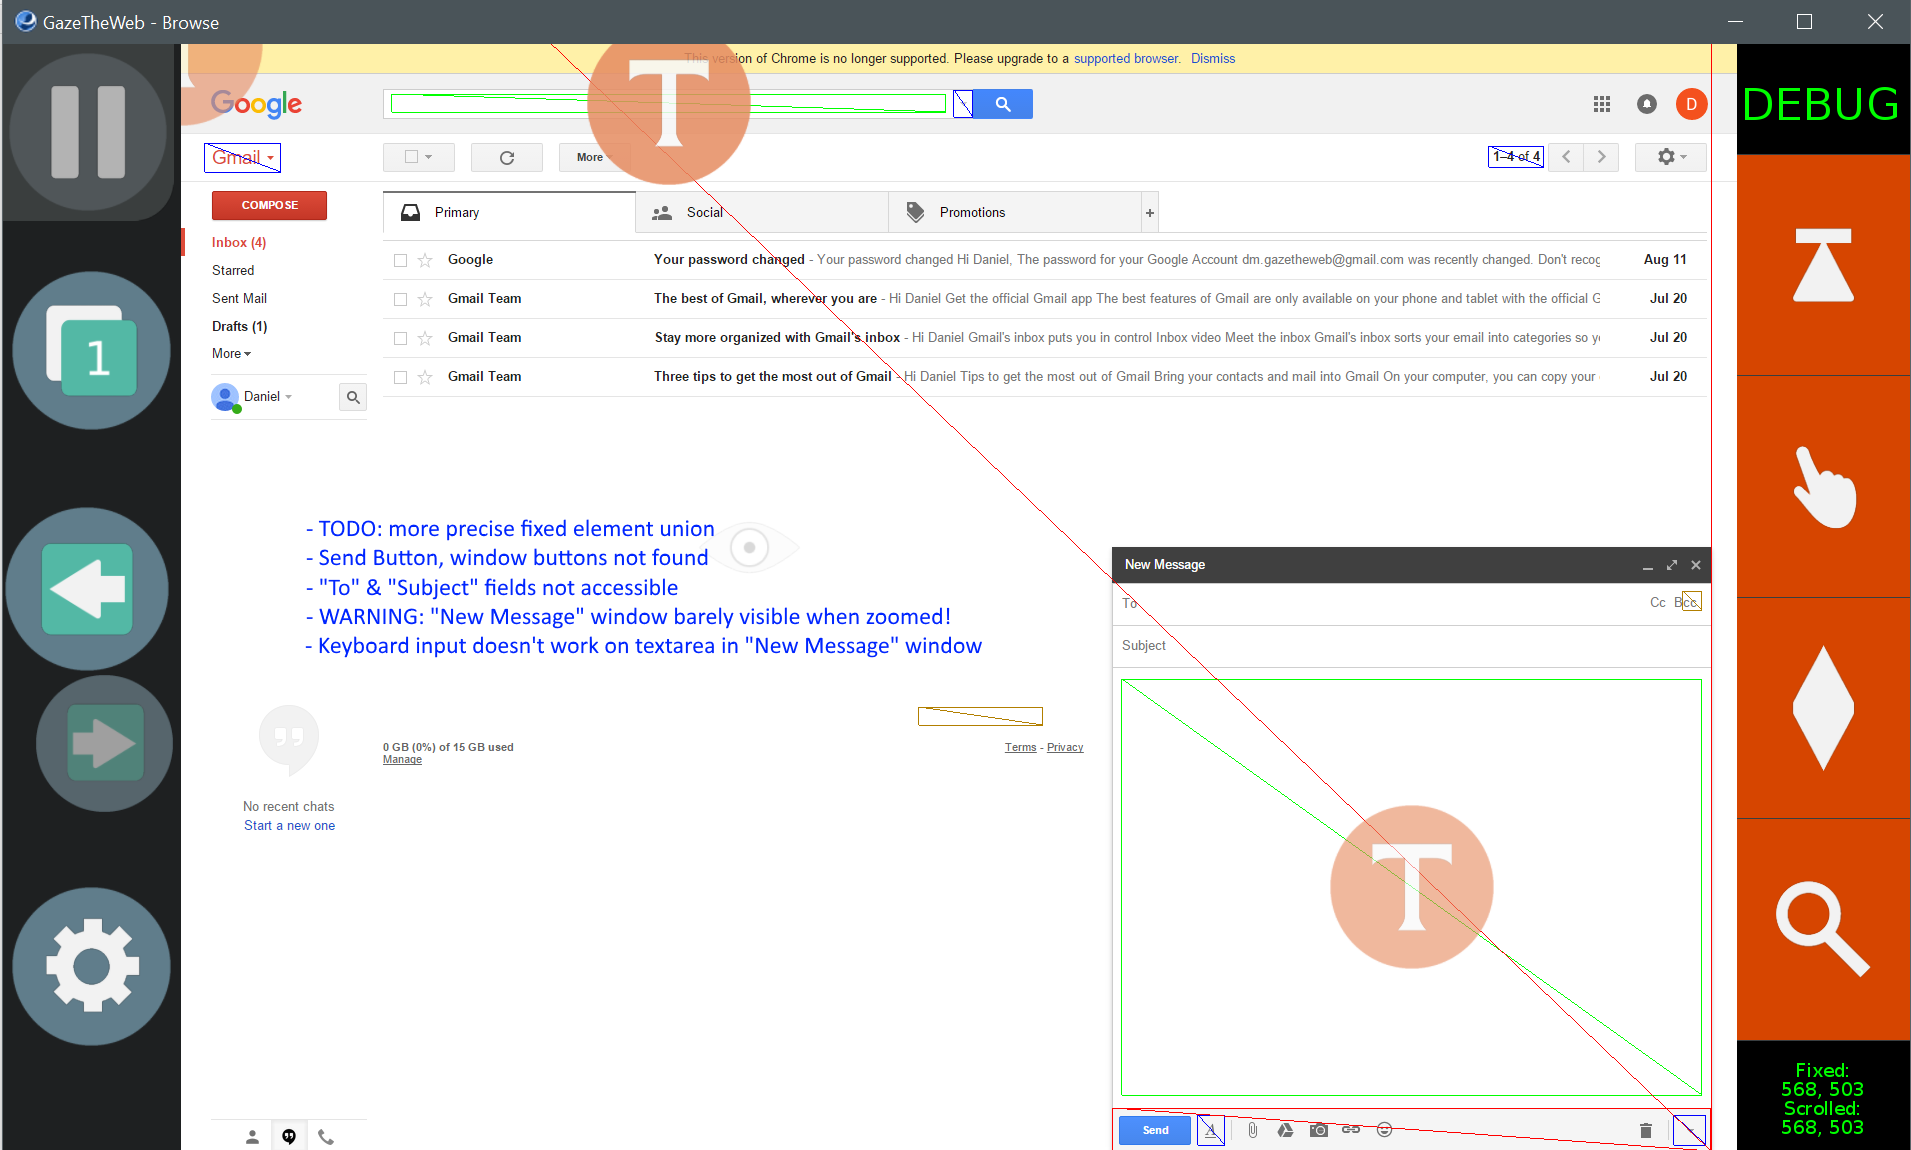 GazeTheWeb - Browse
This version of Chrome is no longer supported. Please upgrade to a supported browser. Dismiss
DEBUG
Google
D
T
Gmail
More
1–4 of 4
COMPOSE
Primary
Social
Promotions
+
Inbox (4)
Starred
Sent Mail
Drafts (1)
More
Daniel
Google Your password changed - Your password changed Hi Daniel, The password for your Google Account dm.gazetheweb@gmail.com was recently changed. Don't recog Aug 11
Gmail Team The best of Gmail, wherever you are - Hi Daniel Get the official Gmail app The best features of Gmail are only available on your phone and tablet with the official G Jul 20
Gmail Team Stay more organized with Gmail's inbox - Hi Daniel Gmail's inbox puts you in control Inbox video Meet the inbox Gmail's inbox sorts your email into categories so y Jul 20
Gmail Team Three tips to get the most out of Gmail - Hi Daniel Tips to get the most out of Gmail Bring your contacts and mail into Gmail On your computer, you can copy your Jul 20
1
- TODO: more precise fixed element union
- Send Button, window buttons not found
- "To" & "Subject" fields not accessible
- WARNING: "New Message" window barely visible when zoomed!
- Keyboard input doesn't work on textarea in "New Message" window
New Message
To
Cc Bcc
Subject
T
0 GB (0%) of 15 GB used
Manage
Terms - Privacy
No recent chats
Start a new one
Send
A
Fixed:
568, 503
Scrolled:
568, 503